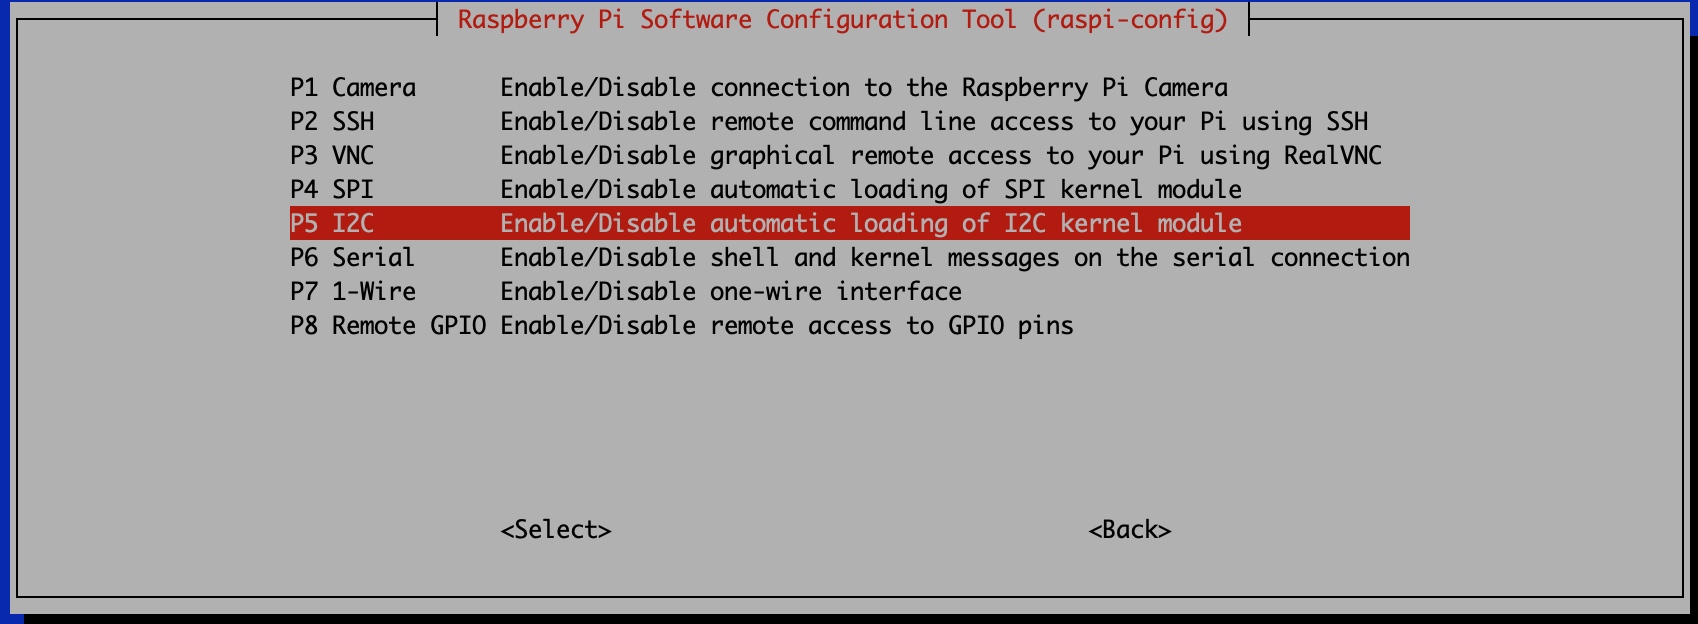 Raspberry Pi Software Configuration Tool (raspi-config)
P1 Camera Enable/Disable connection to the Raspberry Pi Camera
P2 SSH Enable/Disable remote command line access to your Pi using SSH
P3 VNC Enable/Disable graphical remote access to your Pi using RealVNC
P4 SPI Enable/Disable automatic loading of SPI kernel module
P5 I2C Enable/Disable automatic loading of I2C kernel module
P6 Serial Enable/Disable shell and kernel messages on the serial connection
P7 1-Wire Enable/Disable one-wire interface
P8 Remote GPIO Enable/Disable remote access to GPIO pins
<Select> <Back>